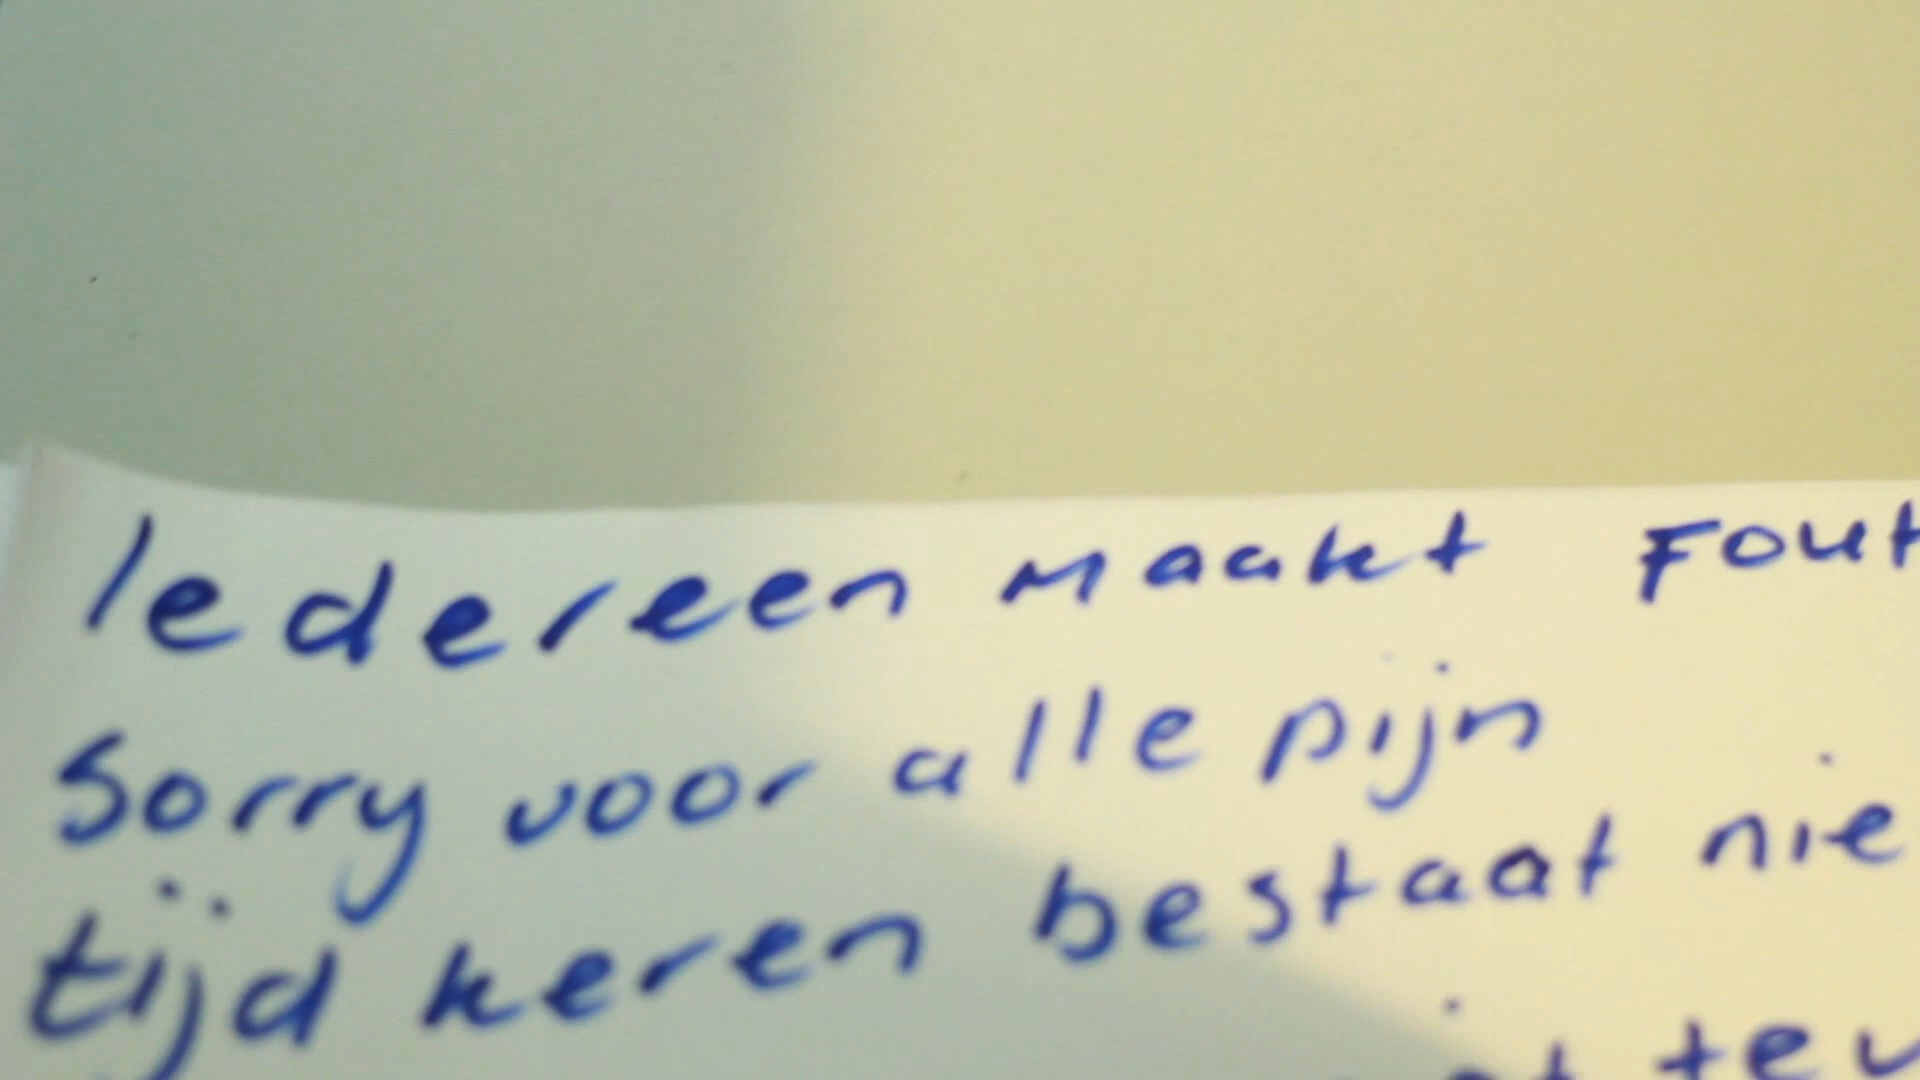 Iedereen maakt Fout
Sorry voor alle pijn
tijd keren bestaat nie